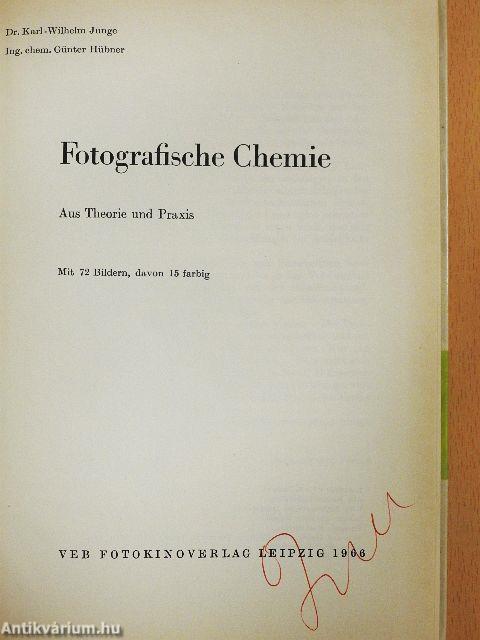 Dr. Karl-Wilhelm Junge
Ing. chem. Günter Hübner
Fotografische Chemie
Aus Theorie und Praxis
Mit 72 Bildern, davon 15 farbig
VEB FOTOKINOVERLAG LEIPZIG 1966
Antikvárium.hu